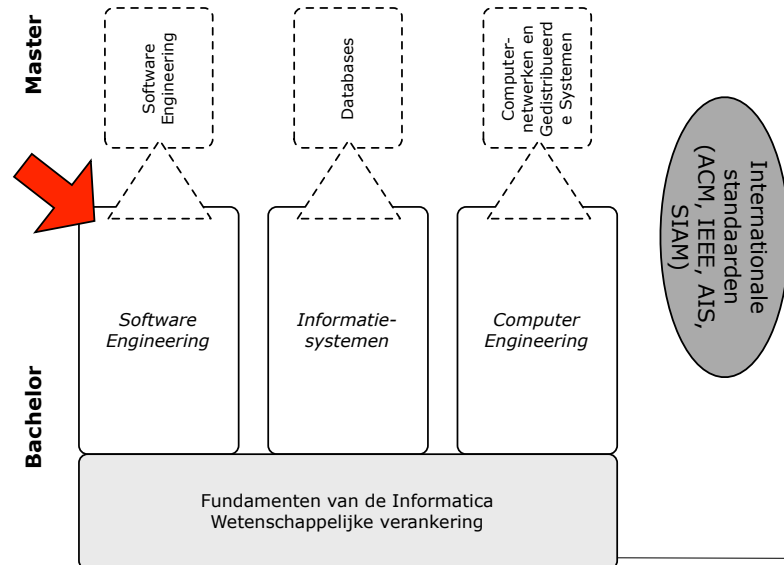 Master
Software
Engineering
Databases
Computer-
netwerken en
Gedistribueerd
e Systemen
Internationale
standaarden
(ACM, IEEE, AIS,
SIAM)
Bachelor
Software
Engineering
Informatie-
systemen
Computer
Engineering
Fundamenten van de Informatica
Wetenschappelijke verankering